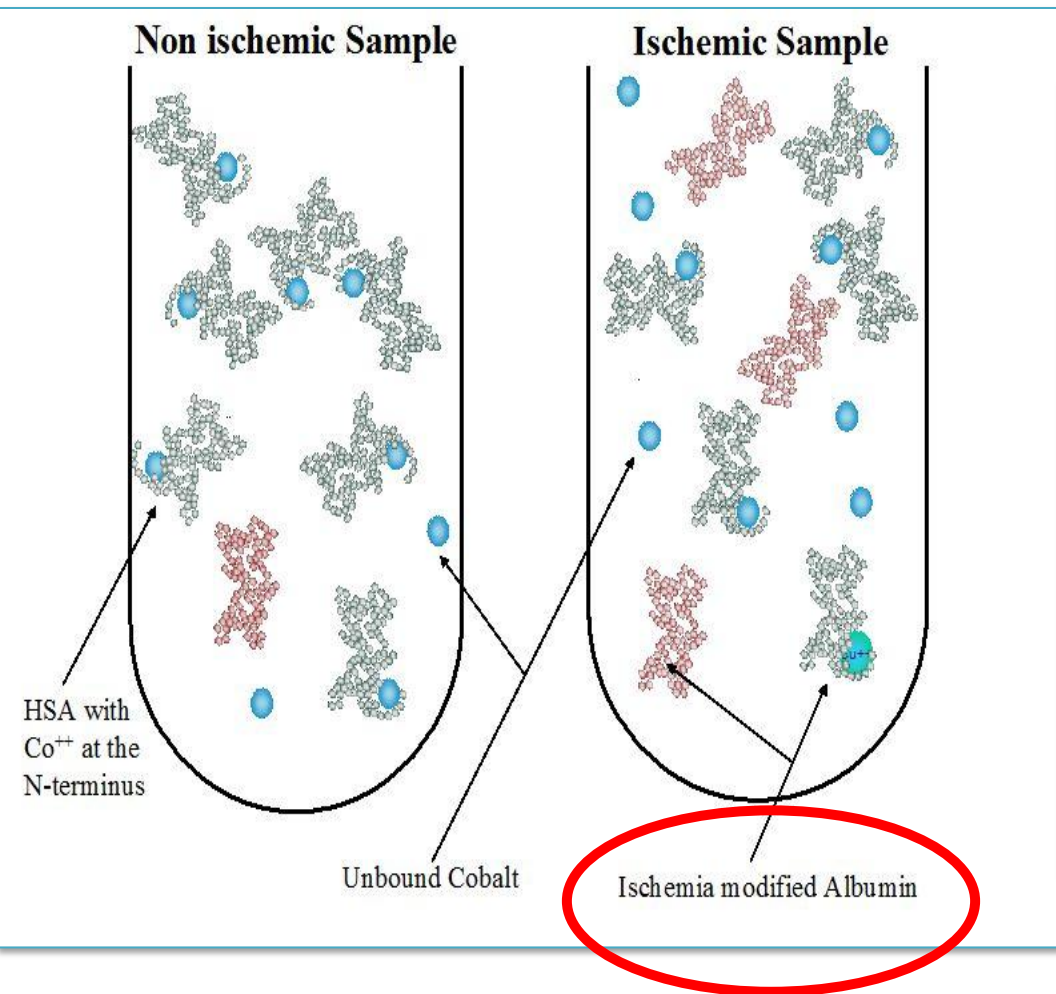 Non ischemic Sample
Ischemic Sample
HSA with
Co⁺⁺ at the
N-terminus
Unbound Cobalt
Ischemia modified Albumin